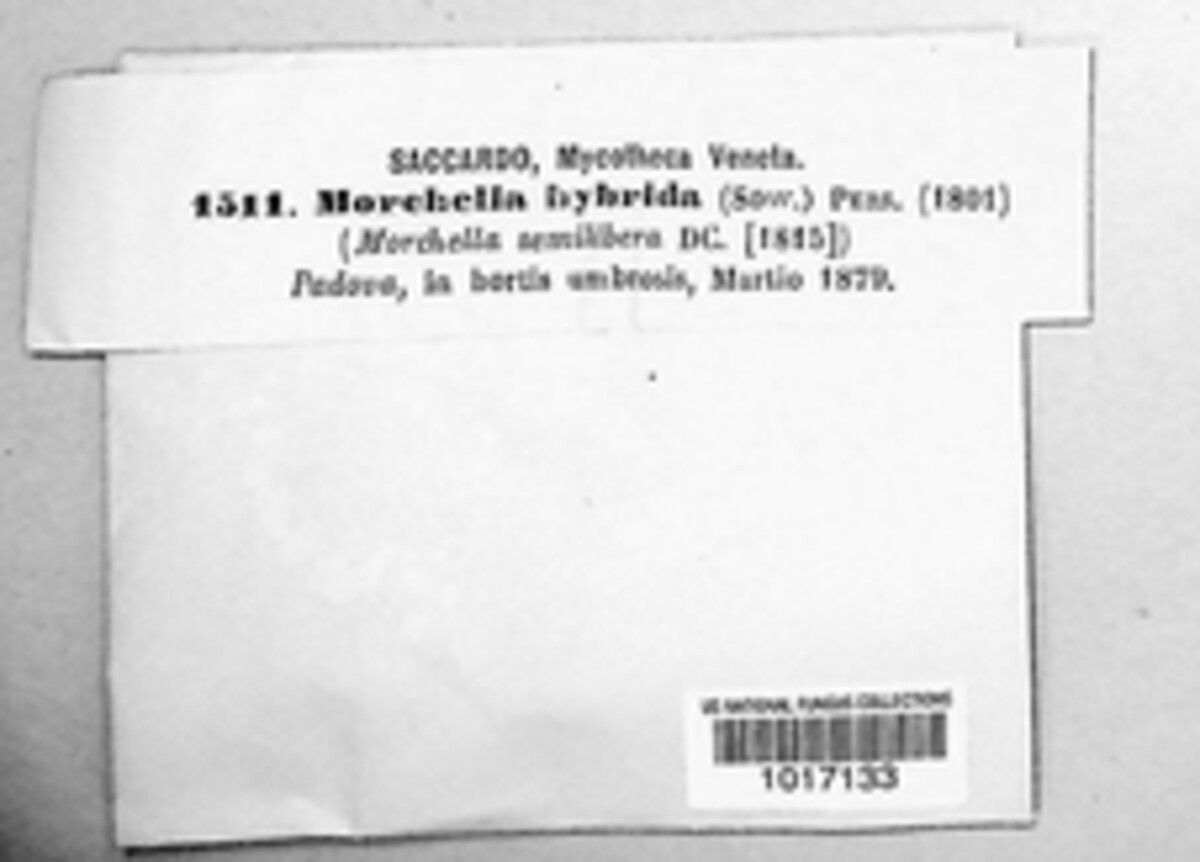 SACCARDO, Mycotheca Veneta.
1511. Morchella hybrida (Sow.) Pers. (1801)
(Morchella semilibera DC. [1815])
Padova, in hortis umbrosis, Martio 1879.
US NATIONAL FUNGUS COLLECTIONS
1017133